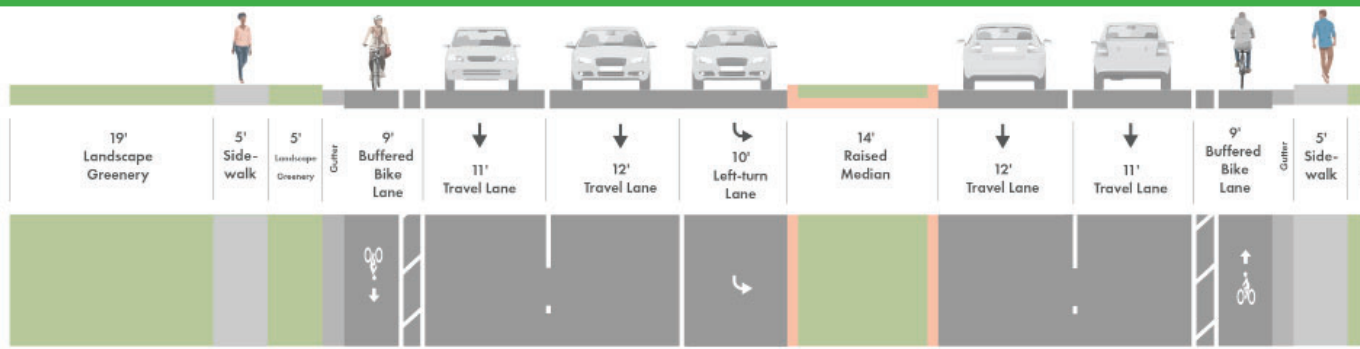 19'
Landscape
Greenery
5'
Side-
walk
5'
Landscape
Greenery
Gutter
9'
Buffered
Bike
Lane
11'
Travel Lane
12'
Travel Lane
10'
Left-turn
Lane
14'
Raised
Median
12'
Travel Lane
11'
Travel Lane
9'
Buffered
Bike
Lane
Gutter
5'
Side-
walk